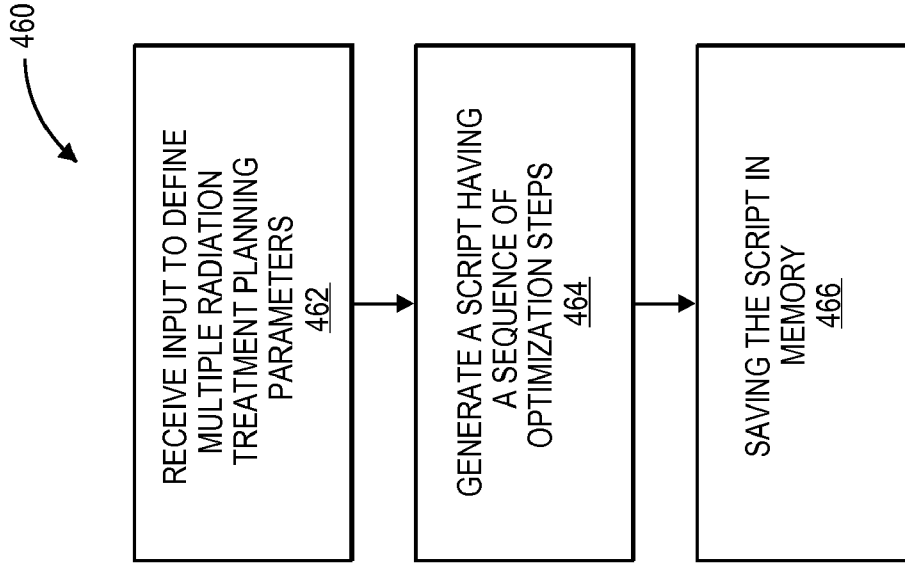 460
RECEIVE INPUT TO DEFINE
MULTIPLE RADIATION
TREATMENT PLANNING
PARAMETERS
462
GENERATE A SCRIPT HAVING
A SEQUENCE OF
OPTIMIZATION STEPS
464
SAVING THE SCRIPT IN
MEMORY
466